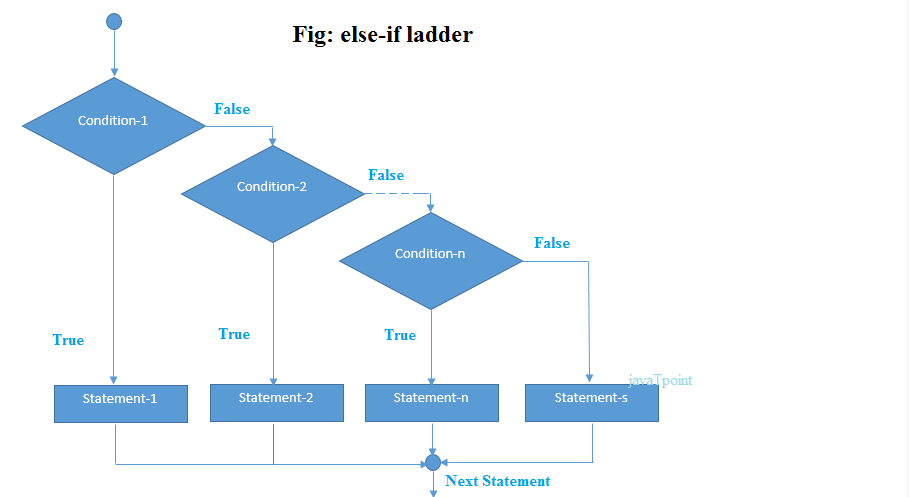 Fig: else-if ladder
Condition-1
False
Condition-2
False
Condition-n
False
True
True
True
javaTpoint
Statement-1
Statement-2
Statement-n
Statement-s
Next Statement